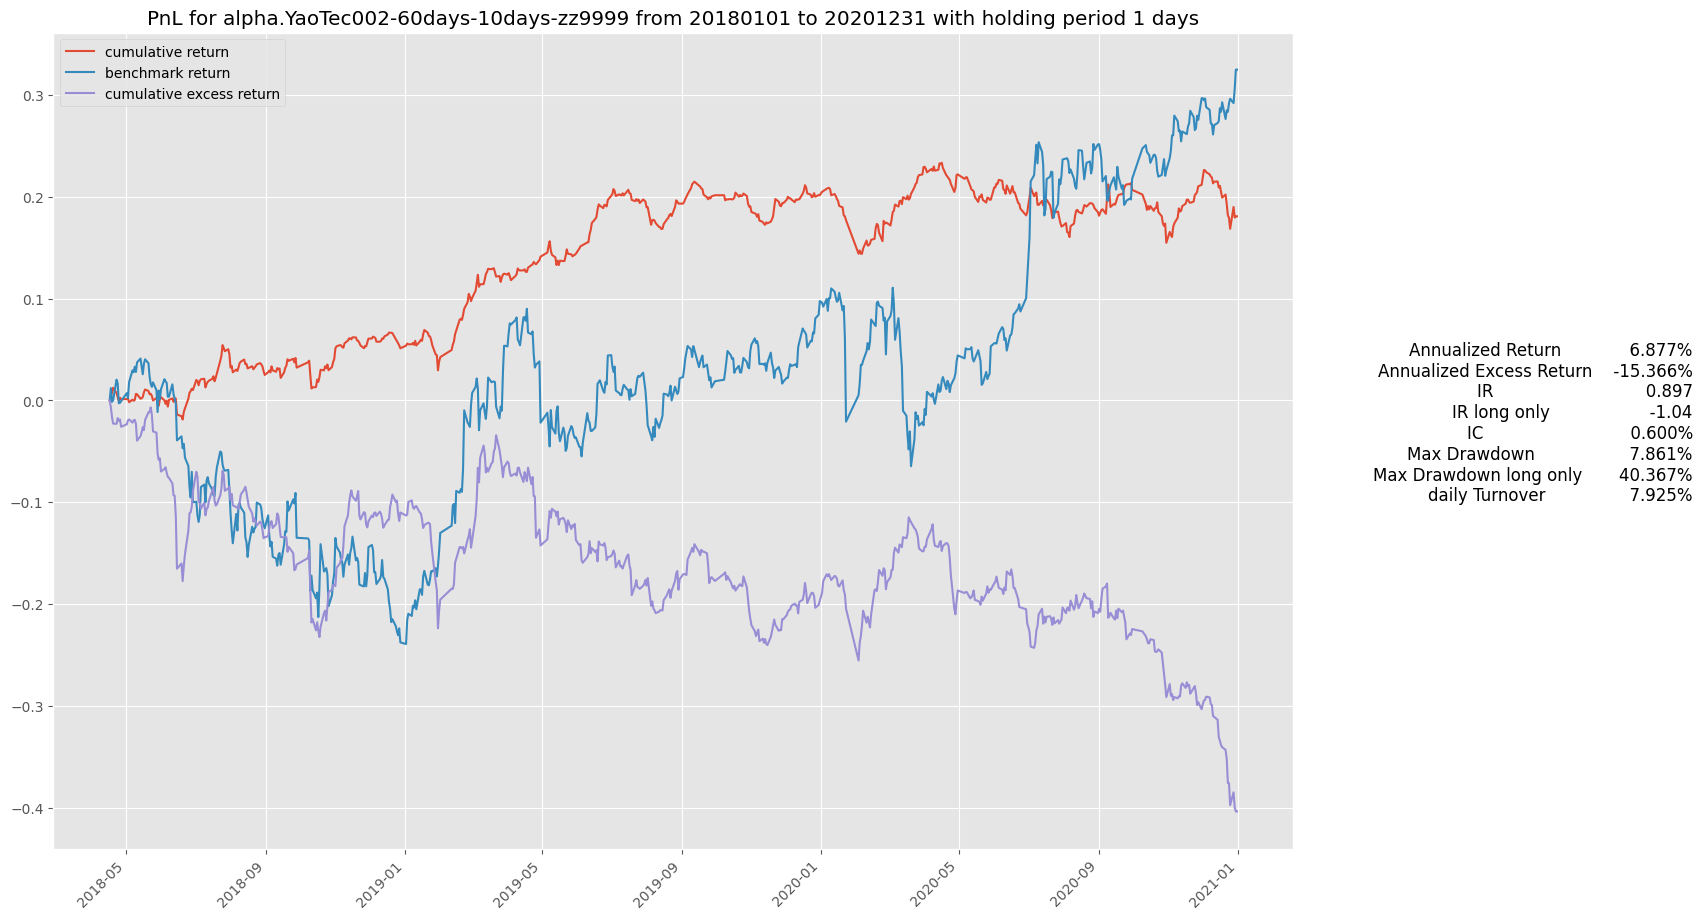 PnL for alpha.YaoTec002-60days-10days-zz9999 from 20180101 to 20201231 with holding period 1 days
cumulative return
benchmark return
cumulative excess return
0.3
0.2
0.1
0.0
−0.1
−0.2
−0.3
−0.4
2018-05
2018-09
2019-01
2019-05
2019-09
2020-01
2020-05
2020-09
2021-01
Annualized Return 6.877%
Annualized Excess Return -15.366%
IR 0.897
IR long only -1.04
IC 0.600%
Max Drawdown 7.861%
Max Drawdown long only 40.367%
daily Turnover 7.925%